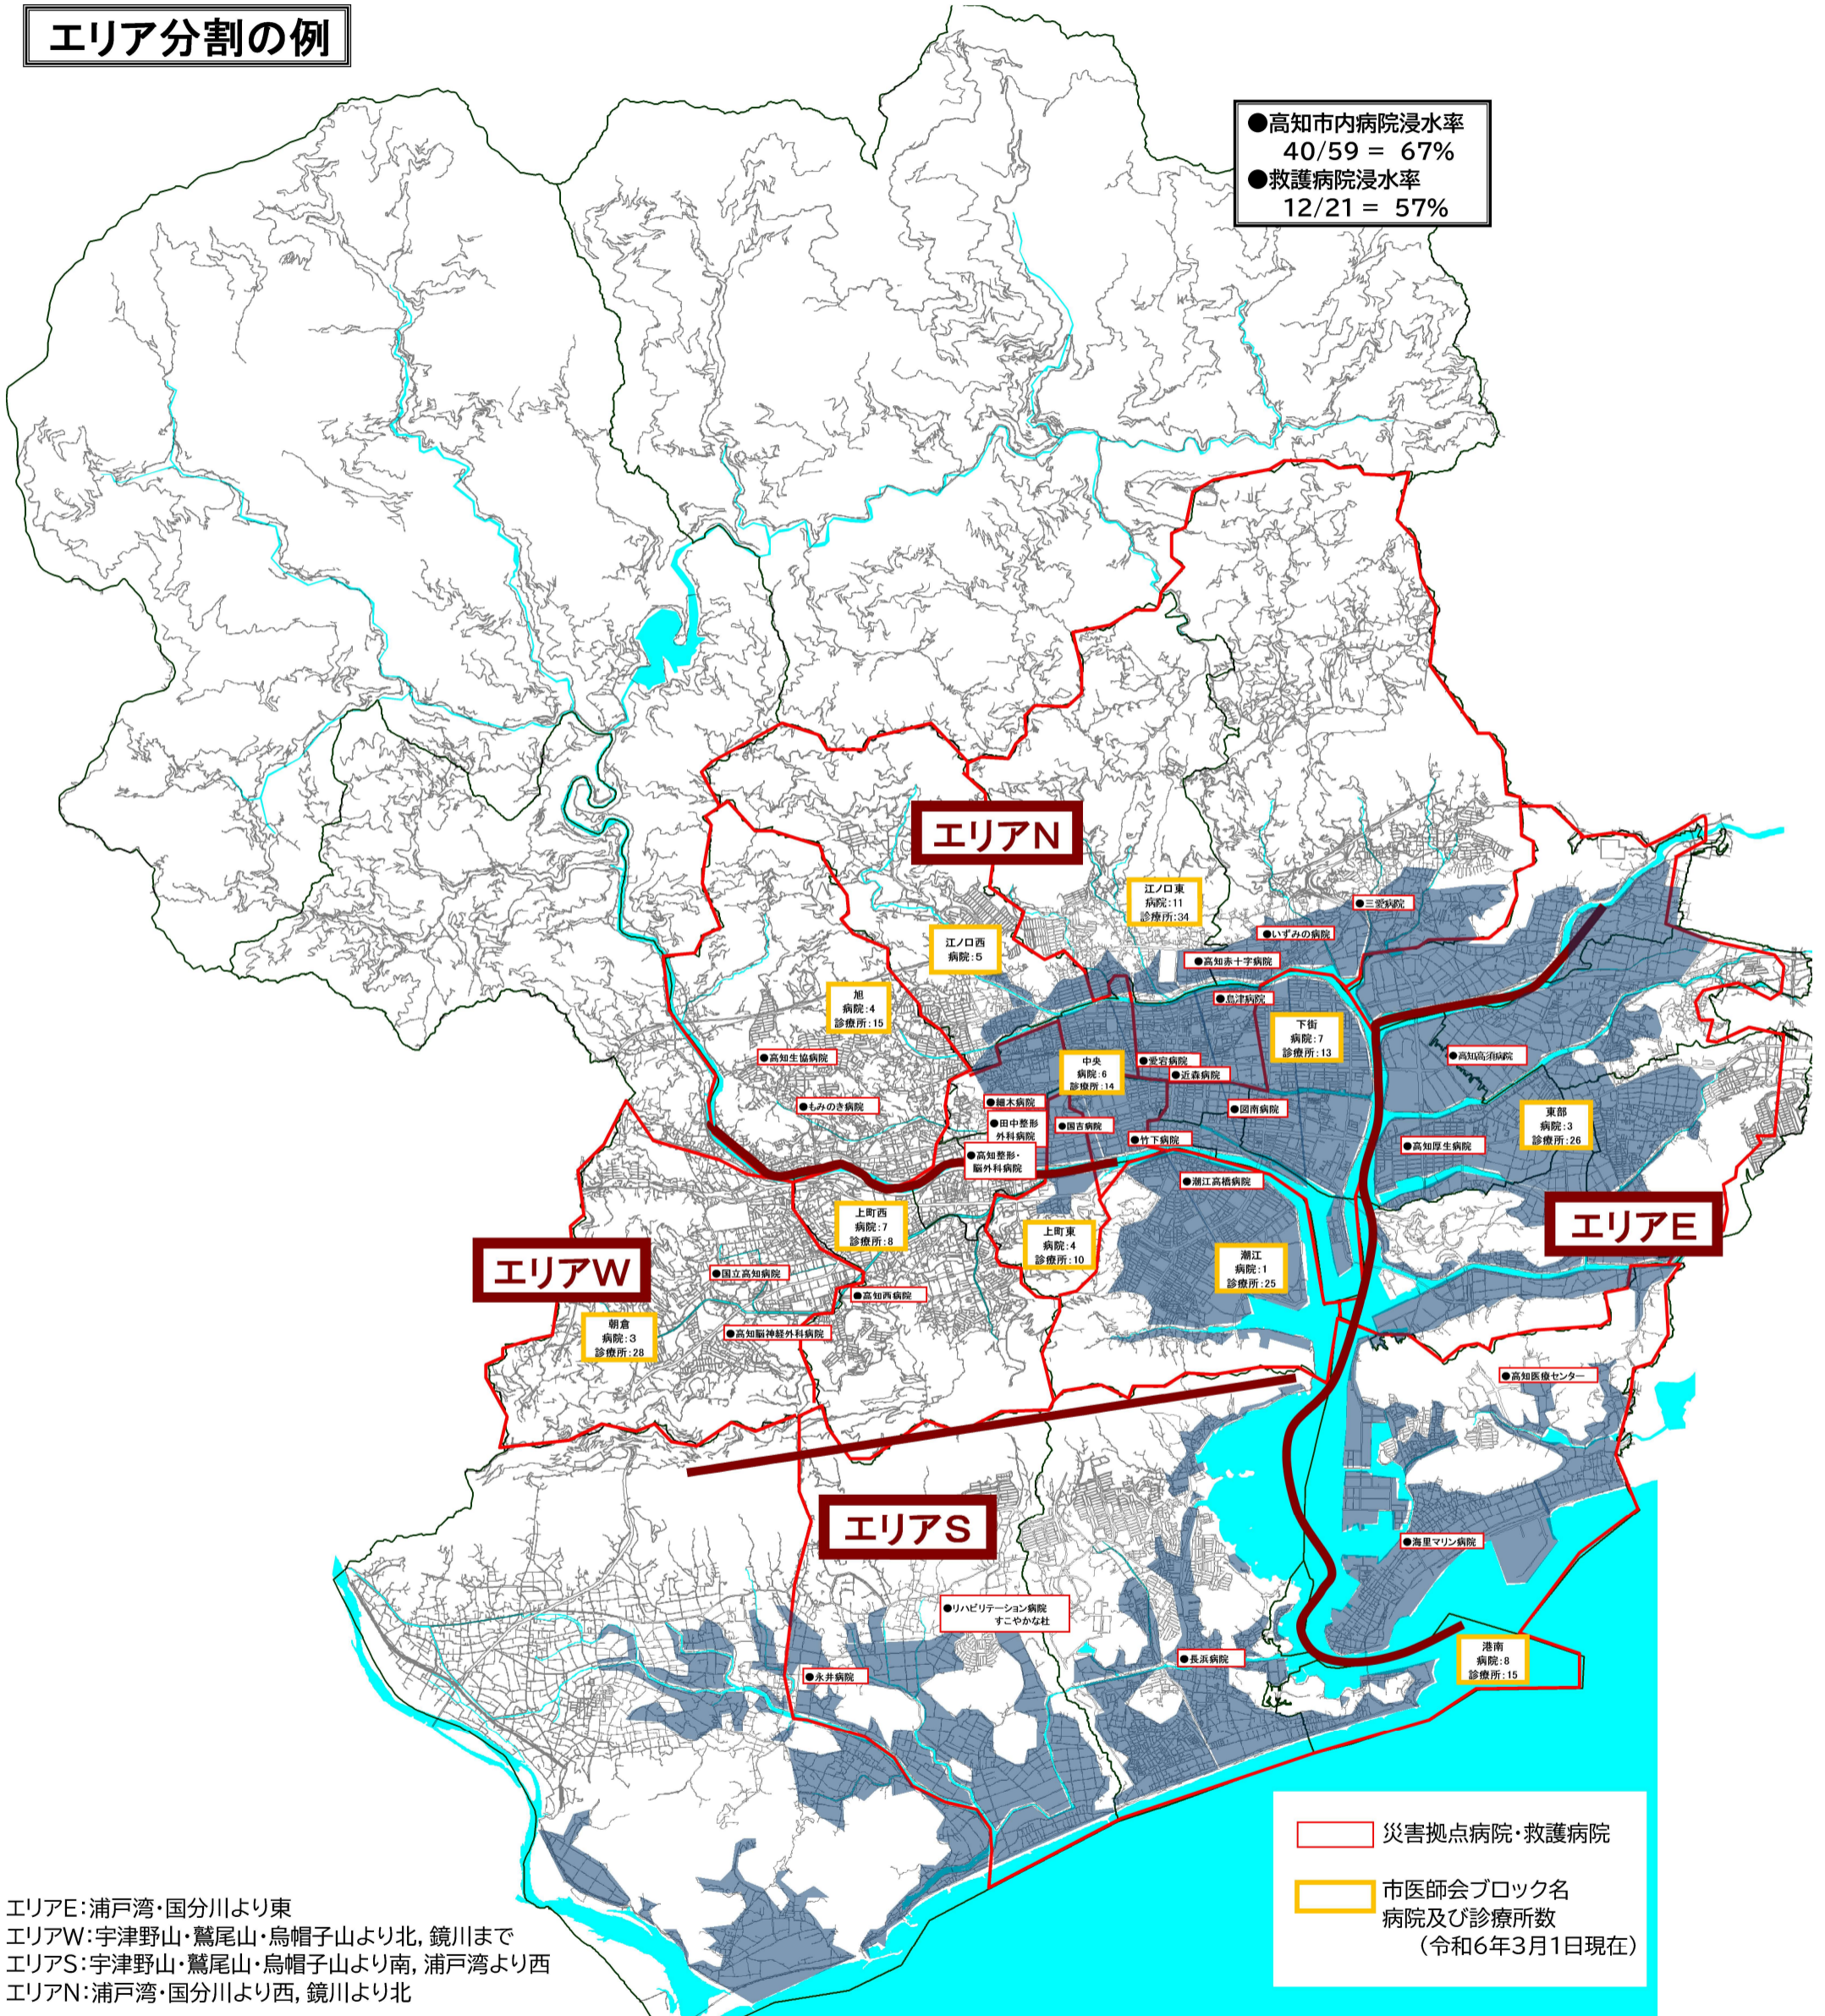 エリア分割の例
●高知市内病院浸水率
40/59 = 67%
●救護病院浸水率
12/21 = 57%
エリアN
江ノ口東
病院:11
診療所:34
●三愛病院
●いずみの病院
江ノ口西
病院:5
●高知赤十字病院
旭
病院:4
診療所:15
●島津病院
下街
病院:7
診療所:13
●高知生協病院
中央
病院:6
診療所:14
●愛宕病院
●近森病院
●高知高須病院
●もみのき病院
●細木病院
●田中整形
外科病院
●国吉病院
●図南病院
●竹下病院
東部
病院:3
診療所:26
●高知厚生病院
●高知整形・
脳外科病院
●潮江高橋病院
エリアE
上町西
病院:7
診療所:8
上町東
病院:4
診療所:10
潮江
病院:1
診療所:25
エリアW
●国立高知病院
●高知西病院
朝倉
病院:3
診療所:28
●高知脳神経外科病院
●高知医療センター
エリアS
●海里マリン病院
●リハビリテーション病院
すこやかな杜
●長浜病院
●永井病院
港南
病院:8
診療所:15
災害拠点病院・救護病院
市医師会ブロック名
病院及び診療所数
(令和6年3月1日現在)
エリアE:浦戸湾・国分川より東
エリアW:宇津野山・鷲尾山・烏帽子山より北,鏡川まで
エリアS:宇津野山・鷲尾山・烏帽子山より南,浦戸湾より西
エリアN:浦戸湾・国分川より西,鏡川より北